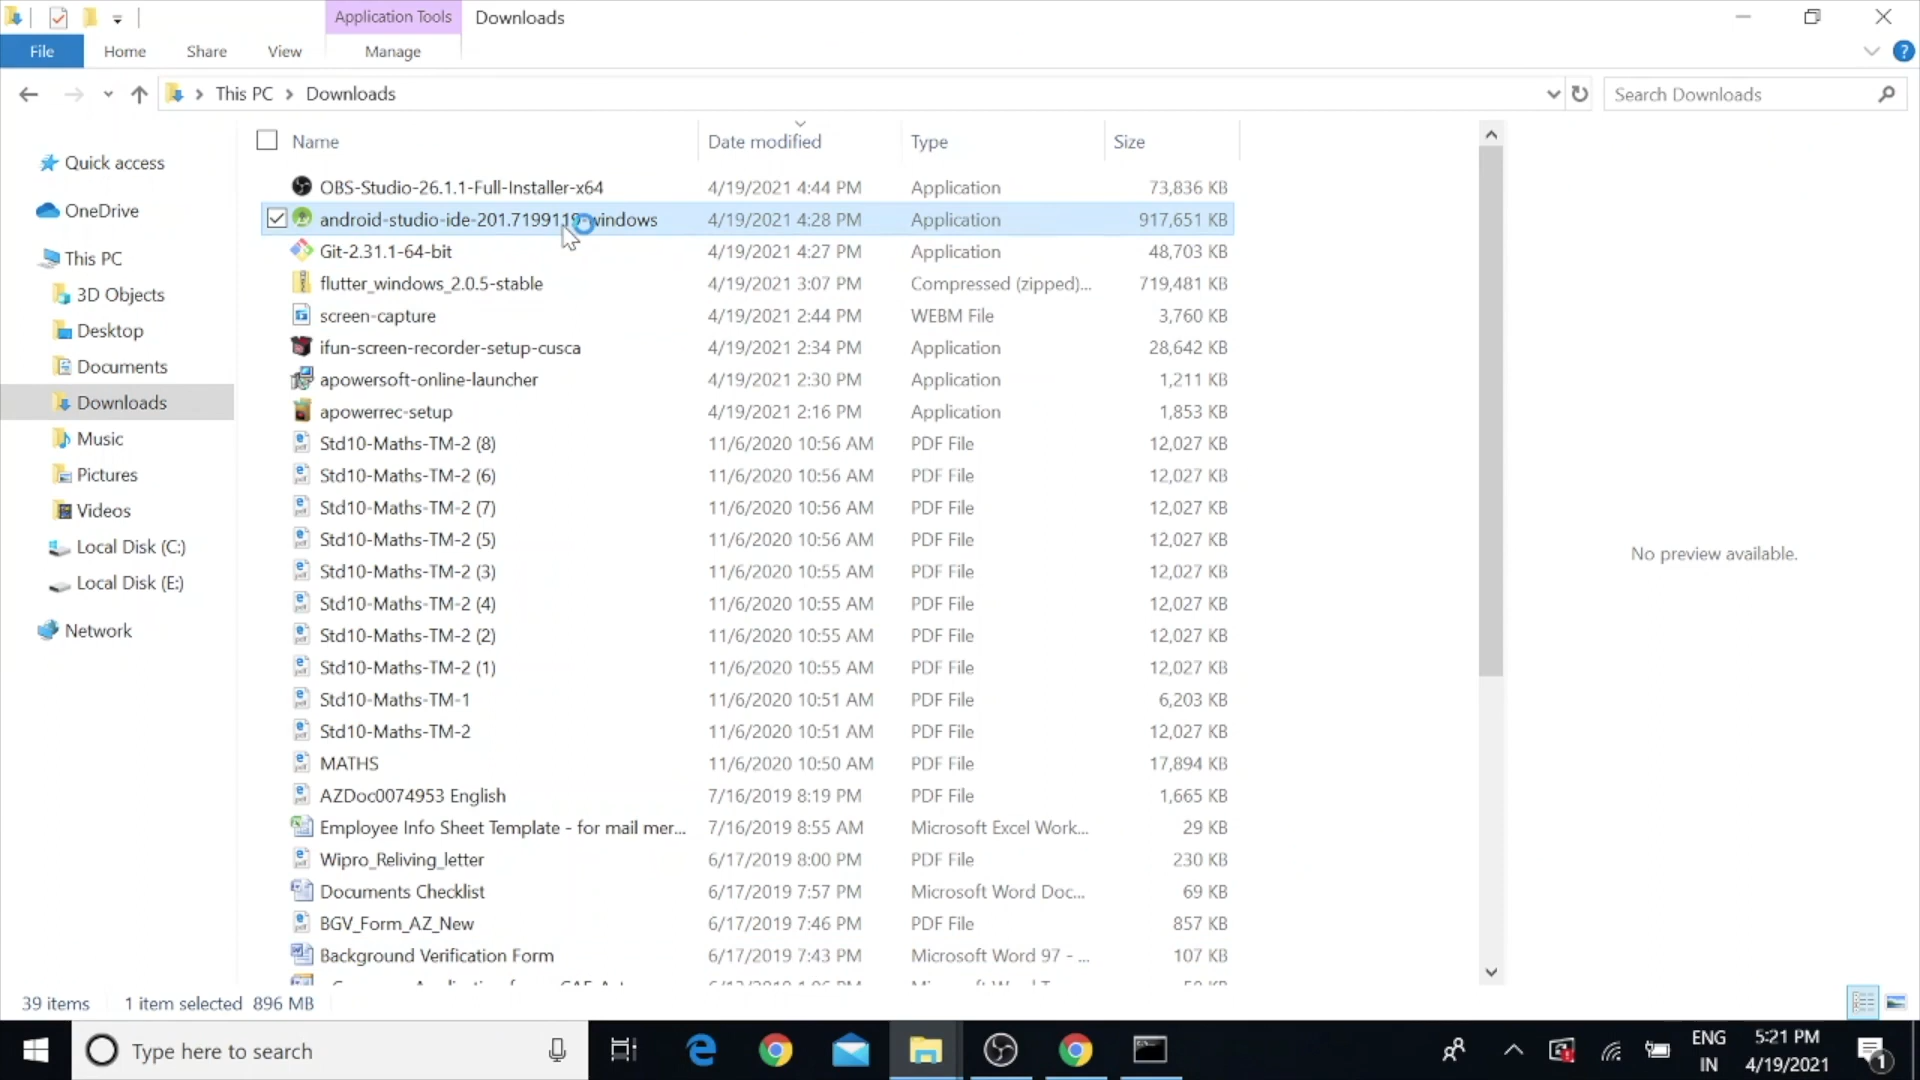 Application Tools Downloads
File Home Share View Manage
This PC Downloads Search Downloads
Name Date modified Type Size
Quick access
OneDrive
This PC
3D Objects
Desktop
Documents
Downloads
Music
Pictures
Videos
Local Disk (C:)
Local Disk (E:)
Network
OBS-Studio-26.1.1-Full-Installer-x64 4/19/2021 4:44 PM Application 73,836 KB
android-studio-ide-201.7199119-windows 4/19/2021 4:28 PM Application 917,651 KB
Git-2.31.1-64-bit 4/19/2021 4:27 PM Application 48,703 KB
flutter_windows_2.0.5-stable 4/19/2021 3:07 PM Compressed (zipped)... 719,481 KB
screen-capture 4/19/2021 2:44 PM WEBM File 3,760 KB
ifun-screen-recorder-setup-cusca 4/19/2021 2:34 PM Application 28,642 KB
apowersoft-online-launcher 4/19/2021 2:30 PM Application 1,211 KB
apowerrec-setup 4/19/2021 2:16 PM Application 1,853 KB
Std10-Maths-TM-2 (8) 11/6/2020 10:56 AM PDF File 12,027 KB
Std10-Maths-TM-2 (6) 11/6/2020 10:56 AM PDF File 12,027 KB
Std10-Maths-TM-2 (7) 11/6/2020 10:56 AM PDF File 12,027 KB
Std10-Maths-TM-2 (5) 11/6/2020 10:56 AM PDF File 12,027 KB
Std10-Maths-TM-2 (3) 11/6/2020 10:55 AM PDF File 12,027 KB
Std10-Maths-TM-2 (4) 11/6/2020 10:55 AM PDF File 12,027 KB
Std10-Maths-TM-2 (2) 11/6/2020 10:55 AM PDF File 12,027 KB
Std10-Maths-TM-2 (1) 11/6/2020 10:55 AM PDF File 12,027 KB
Std10-Maths-TM-1 11/6/2020 10:51 AM PDF File 6,203 KB
Std10-Maths-TM-2 11/6/2020 10:51 AM PDF File 12,027 KB
MATHS 11/6/2020 10:50 AM PDF File 17,894 KB
AZDoc0074953 English 7/16/2019 8:19 PM PDF File 1,665 KB
Employee Info Sheet Template - for mail mer... 7/16/2019 8:55 AM Microsoft Excel Work... 29 KB
Wipro_Reliving_letter 6/17/2019 8:00 PM PDF File 230 KB
Documents Checklist 6/17/2019 7:57 PM Microsoft Word Doc... 69 KB
BGV_Form_AZ_New 6/17/2019 7:46 PM PDF File 857 KB
Background Verification Form 6/17/2019 7:43 PM Microsoft Word 97 - ... 107 KB
No preview available.
39 items 1 item selected 896 MB
Type here to search
ENG
IN
5:21 PM
4/19/2021
1